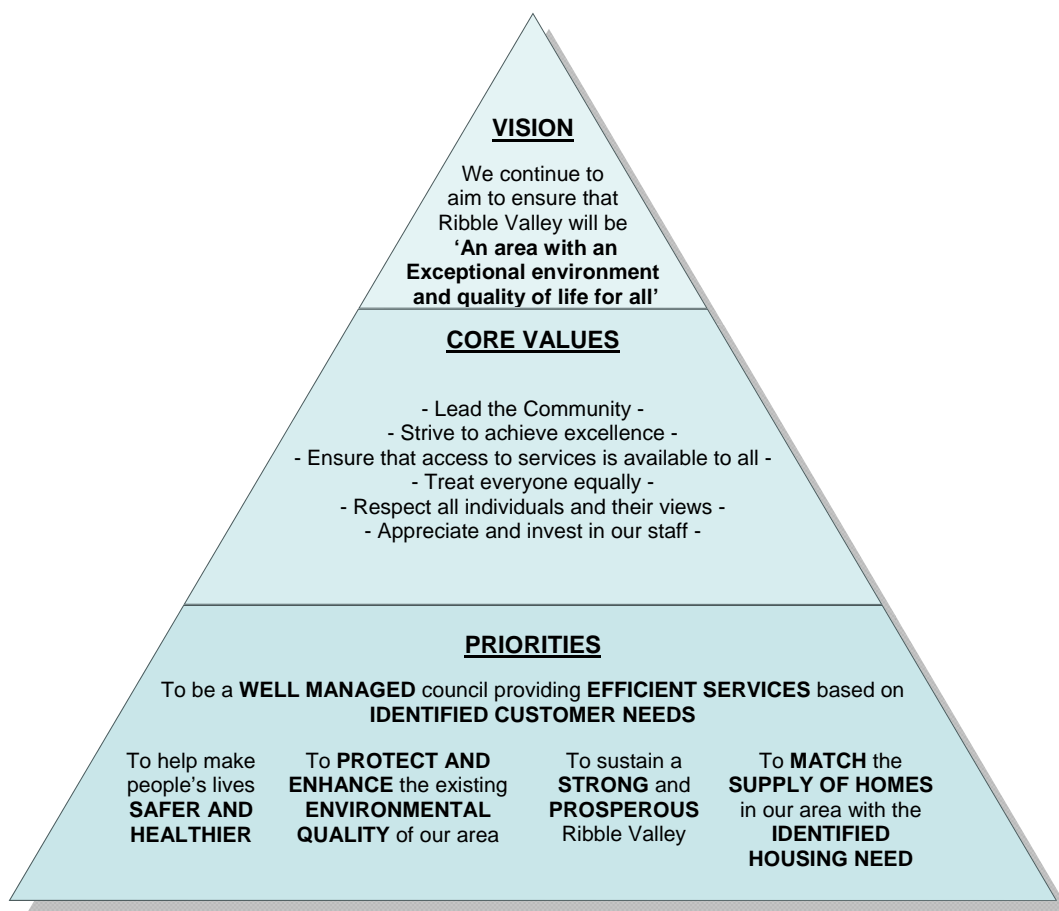 VISION
We continue to
aim to ensure that
Ribble Valley will be
‘An area with an
Exceptional environment
and quality of life for all’
CORE VALUES
- Lead the Community -
- Strive to achieve excellence -
- Ensure that access to services is available to all -
- Treat everyone equally -
- Respect all individuals and their views -
- Appreciate and invest in our staff -
PRIORITIES
To be a WELL MANAGED council providing EFFICIENT SERVICES based on
IDENTIFIED CUSTOMER NEEDS
To help make
people’s lives
SAFER AND
HEALTHIER
To PROTECT AND
ENHANCE the existing
ENVIRONMENTAL
QUALITY of our area
To sustain a
STRONG and
PROSPEROUS
Ribble Valley
To MATCH the
SUPPLY OF HOMES
in our area with the
IDENTIFIED
HOUSING NEED